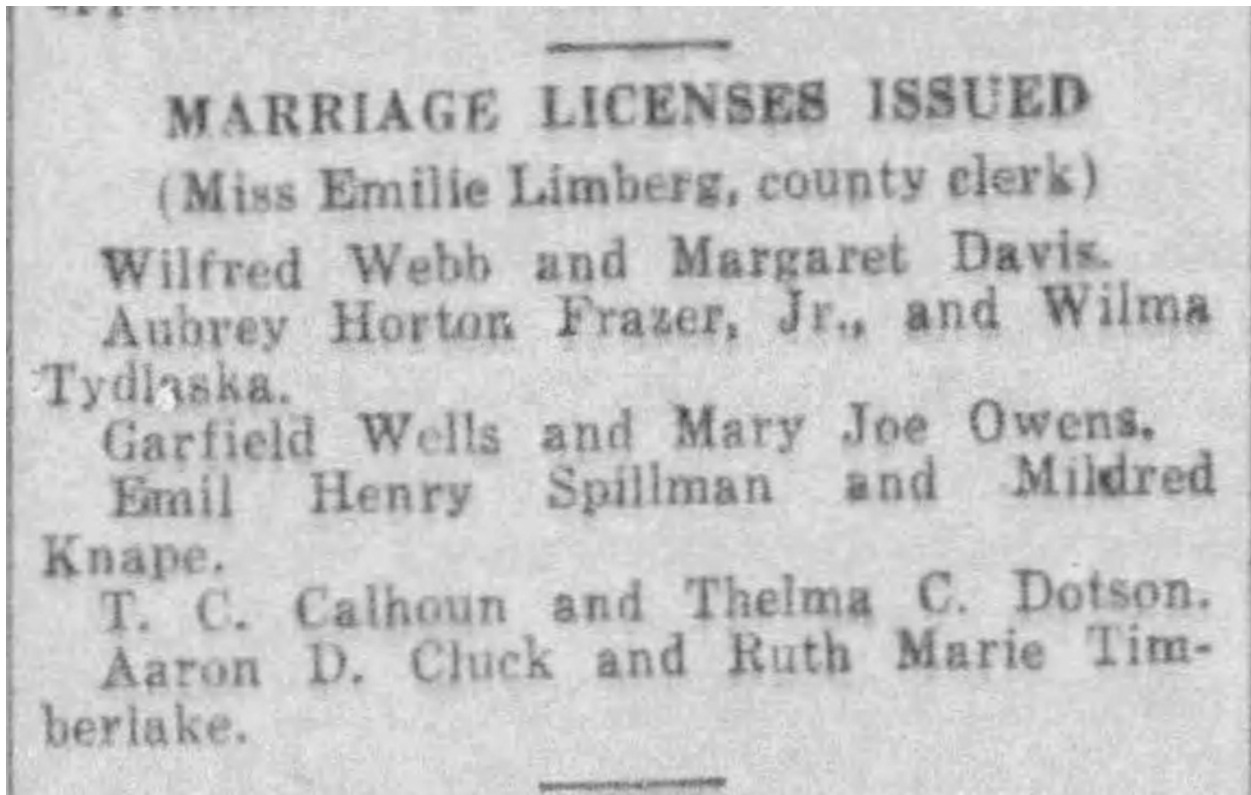 MARRIAGE LICENSES ISSUED
(Miss Emilie Limberg, county clerk)
Wilfred Webb and Margaret Davis.
Aubrey Horton Frazer, Jr., and Wilma
Tydlaska.
Garfield Wells and Mary Joe Owens.
Emil Henry Spillman and Mildred
Knape.
T. C. Calhoun and Thelma C. Dotson.
Aaron D. Cluck and Ruth Marie Tim-
berlake.